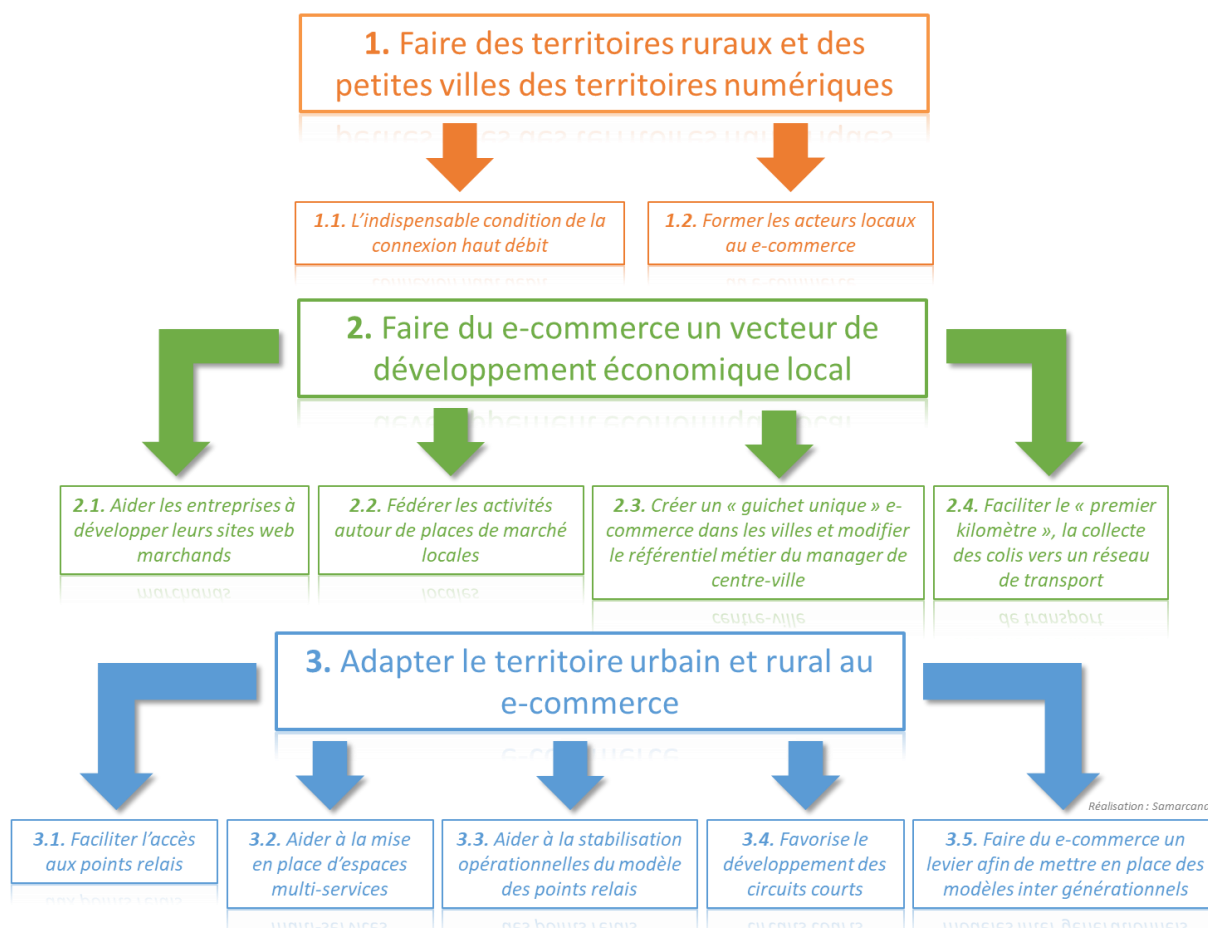 1. Faire des territoires ruraux et des
petites villes des territoires numériques
1.1. L’indispensable condition de la
connexion haut débit
1.2. Former les acteurs locaux
au e-commerce
2. Faire du e-commerce un vecteur de
développement économique local
2.1. Aider les entreprises à
développer leurs sites web
marchands
2.2. Fédérer les activités
autour de places de marché
locales
2.3. Créer un « guichet unique » e-
commerce dans les villes et modifier
le référentiel métier du manager de
centre-ville
2.4. Faciliter le « premier
kilomètre », la collecte
des colis vers un réseau
de transport
3. Adapter le territoire urbain et rural au
e-commerce
Réalisation : Samarcand
3.1. Faciliter l’accès
aux points relais
3.2. Aider à la mise
en place d’espaces
multi-services
3.3. Aider à la stabilisation
opérationnelles du modèle
des points relais
3.4. Favorise le
développement des
circuits courts
3.5. Faire du e-commerce un
levier afin de mettre en place des
modèles inter générationnels